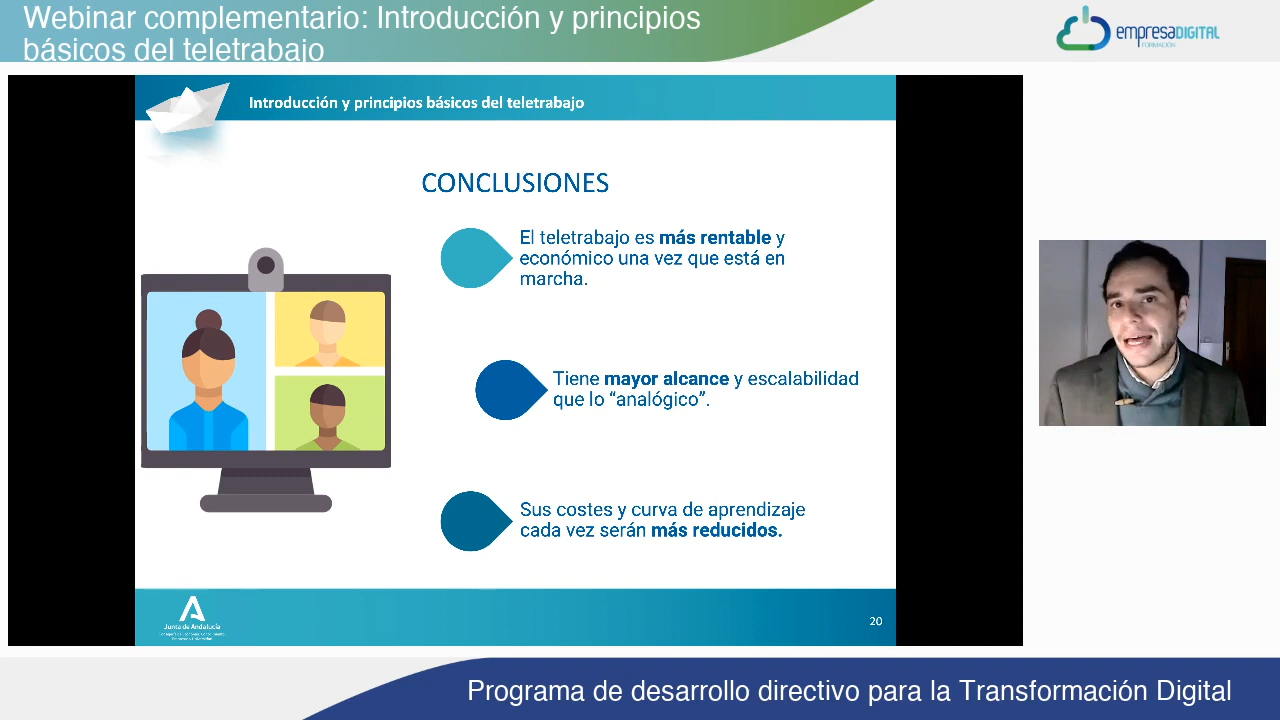 Webinar complementario: Introducción y principios
básicos del teletrabajo
empresaDIGITAL
FORMACIÓN
Introducción y principios básicos del teletrabajo
CONCLUSIONES
El teletrabajo es más rentable y
económico una vez que está en
marcha.
Tiene mayor alcance y escalabilidad
que lo “analógico”.
Sus costes y curva de aprendizaje
cada vez serán más reducidos.
Junta de Andalucía
20
Programa de desarrollo directivo para la Transformación Digital